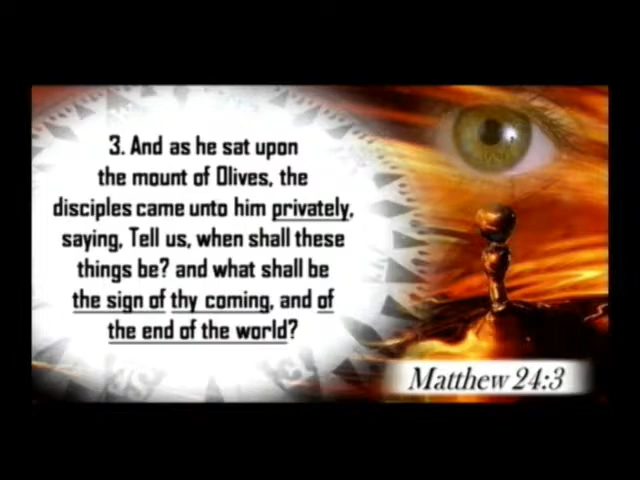 3. And as he sat upon
the mount of Olives, the
disciples came unto him privately,
saying, Tell us, when shall these
things be? and what shall be
the sign of thy coming, and of
the end of the world?
Matthew 24:3